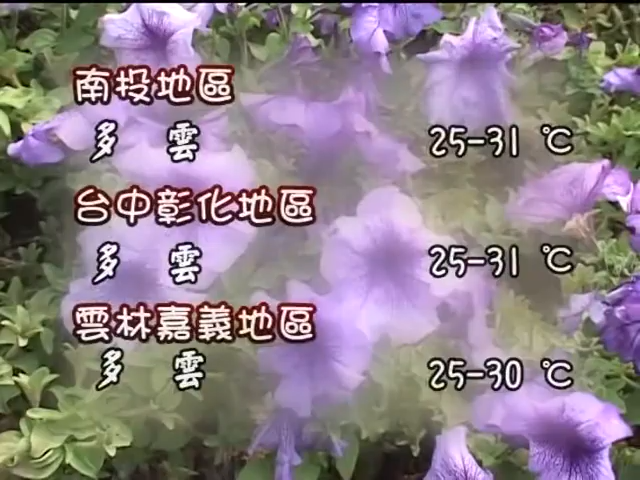 南投地區
多 雲 25-31 ℃
台中彰化地區
多 雲 25-31 ℃
雲林嘉義地區
多 雲 25-30 ℃